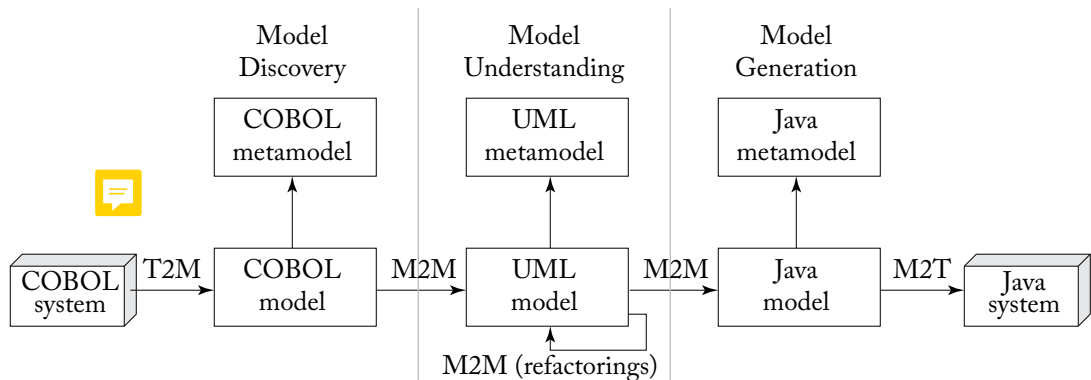 Model
Discovery
Model
Understanding
Model
Generation
COBOL
metamodel
UML
metamodel
Java
metamodel
COBOL
system
T2M
COBOL
model
M2M
UML
model
M2M
Java
model
M2T
Java
system
M2M (refactorings)